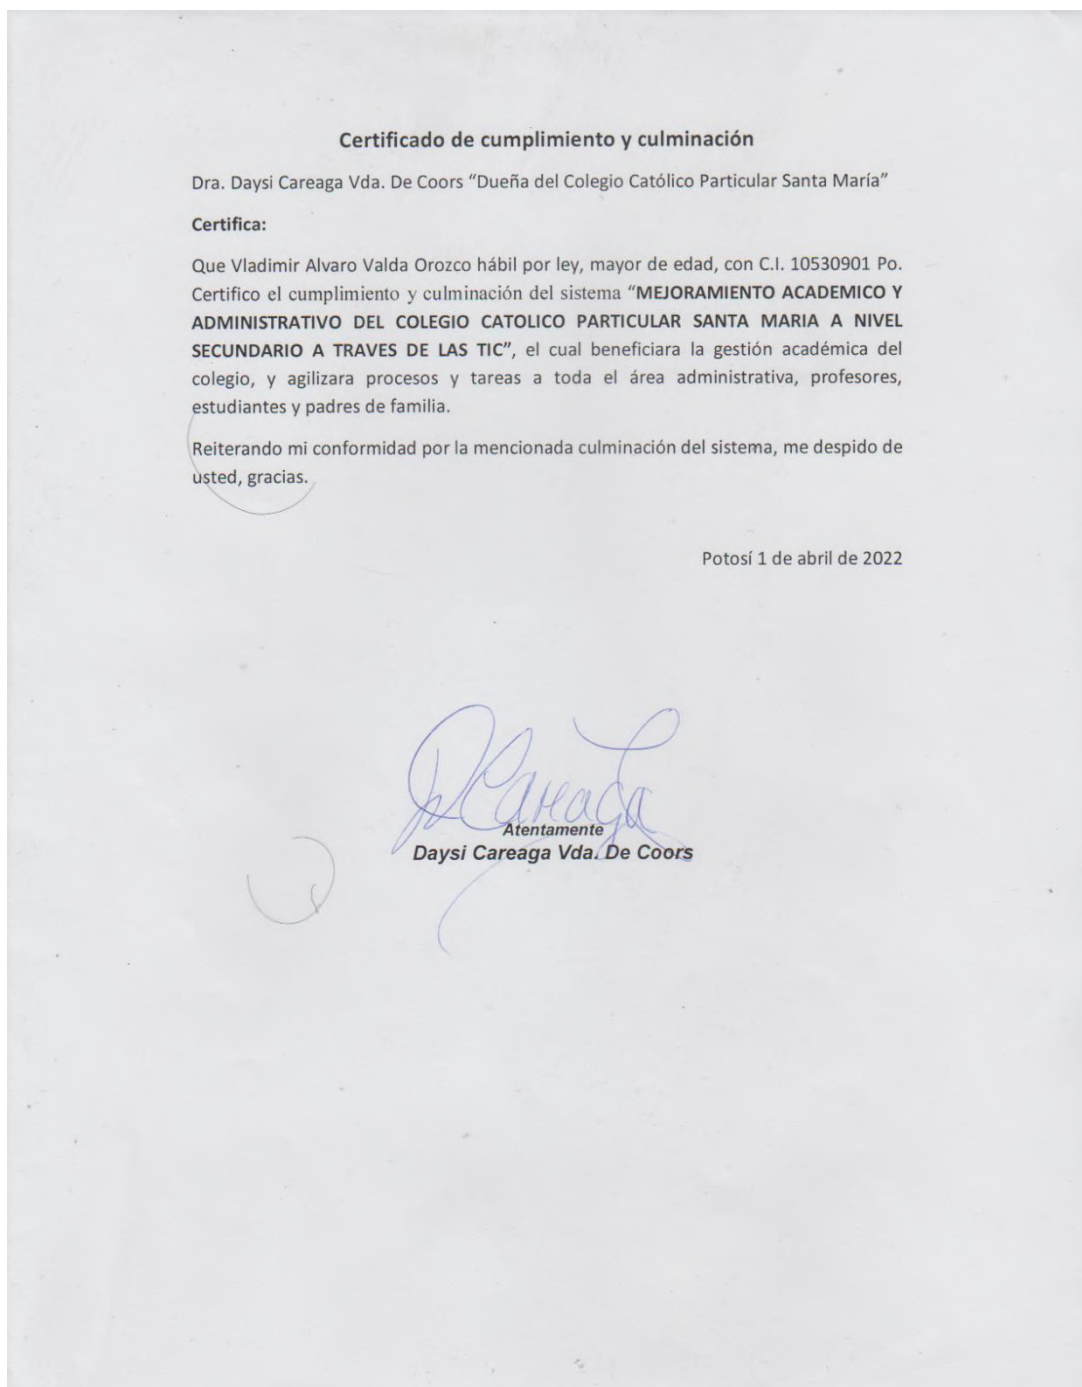 Certificado de cumplimiento y culminación
Dra. Daysi Careaga Vda. De Coors “Dueña del Colegio Católico Particular Santa María”
Certifica:
Que Vladimir Alvaro Valda Orozco hábil por ley, mayor de edad, con C.I. 10530901 Po.
Certifico el cumplimiento y culminación del sistema “MEJORAMIENTO ACADEMICO Y
ADMINISTRATIVO DEL COLEGIO CATOLICO PARTICULAR SANTA MARIA A NIVEL
SECUNDARIO A TRAVES DE LAS TIC”, el cual beneficiara la gestión académica del
colegio, y agilizara procesos y tareas a toda el área administrativa, profesores,
estudiantes y padres de familia.
Reiterando mi conformidad por la mencionada culminación del sistema, me despido de
usted, gracias.
Potosí 1 de abril de 2022
DCareaga
Atentamente
Daysi Careaga Vda. De Coors